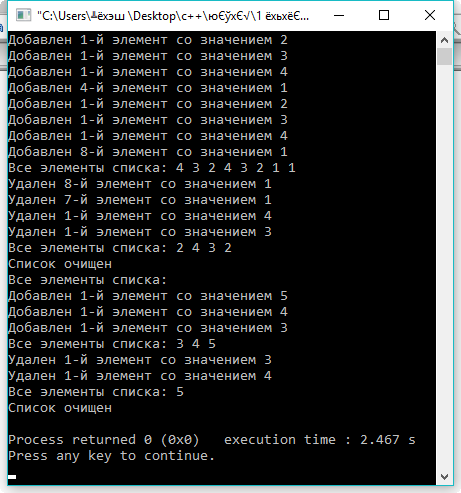 "C:\Users\╩ёхэш \Desktop\c++\юЄўхЄ√\1 ёхьхёЄ...
Добавлен 1-й элемент со значением 2
Добавлен 1-й элемент со значением 3
Добавлен 1-й элемент со значением 4
Добавлен 4-й элемент со значением 1
Добавлен 1-й элемент со значением 2
Добавлен 1-й элемент со значением 3
Добавлен 1-й элемент со значением 4
Добавлен 8-й элемент со значением 1
Все элементы списка: 4 3 2 4 3 2 1 1
Удален 8-й элемент со значением 1
Удален 7-й элемент со значением 1
Удален 1-й элемент со значением 4
Удален 1-й элемент со значением 3
Все элементы списка: 2 4 3 2
Список очищен
Все элементы списка:
Добавлен 1-й элемент со значением 5
Добавлен 1-й элемент со значением 4
Добавлен 1-й элемент со значением 3
Все элементы списка: 3 4 5
Удален 1-й элемент со значением 3
Удален 1-й элемент со значением 4
Все элементы списка: 5
Список очищен
Process returned 0 (0x0)   execution time : 2.467 s
Press any key to continue.